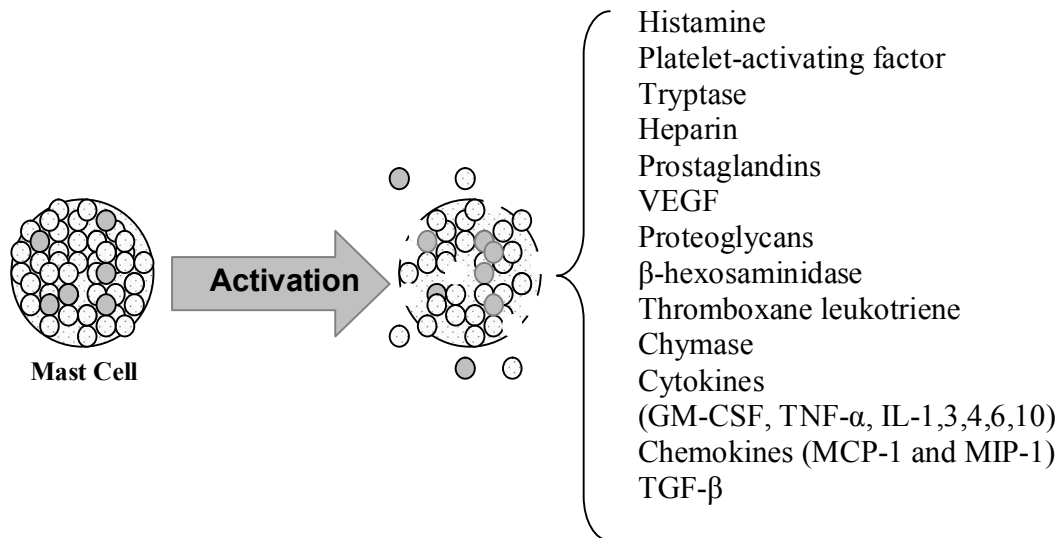 Mast Cell
Activation
Histamine
Platelet-activating factor
Tryptase
Heparin
Prostaglandins
VEGF
Proteoglycans
β-hexosaminidase
Thromboxane leukotriene
Chymase
Cytokines
(GM-CSF, TNF-α, IL-1,3,4,6,10)
Chemokines (MCP-1 and MIP-1)
TGF-β